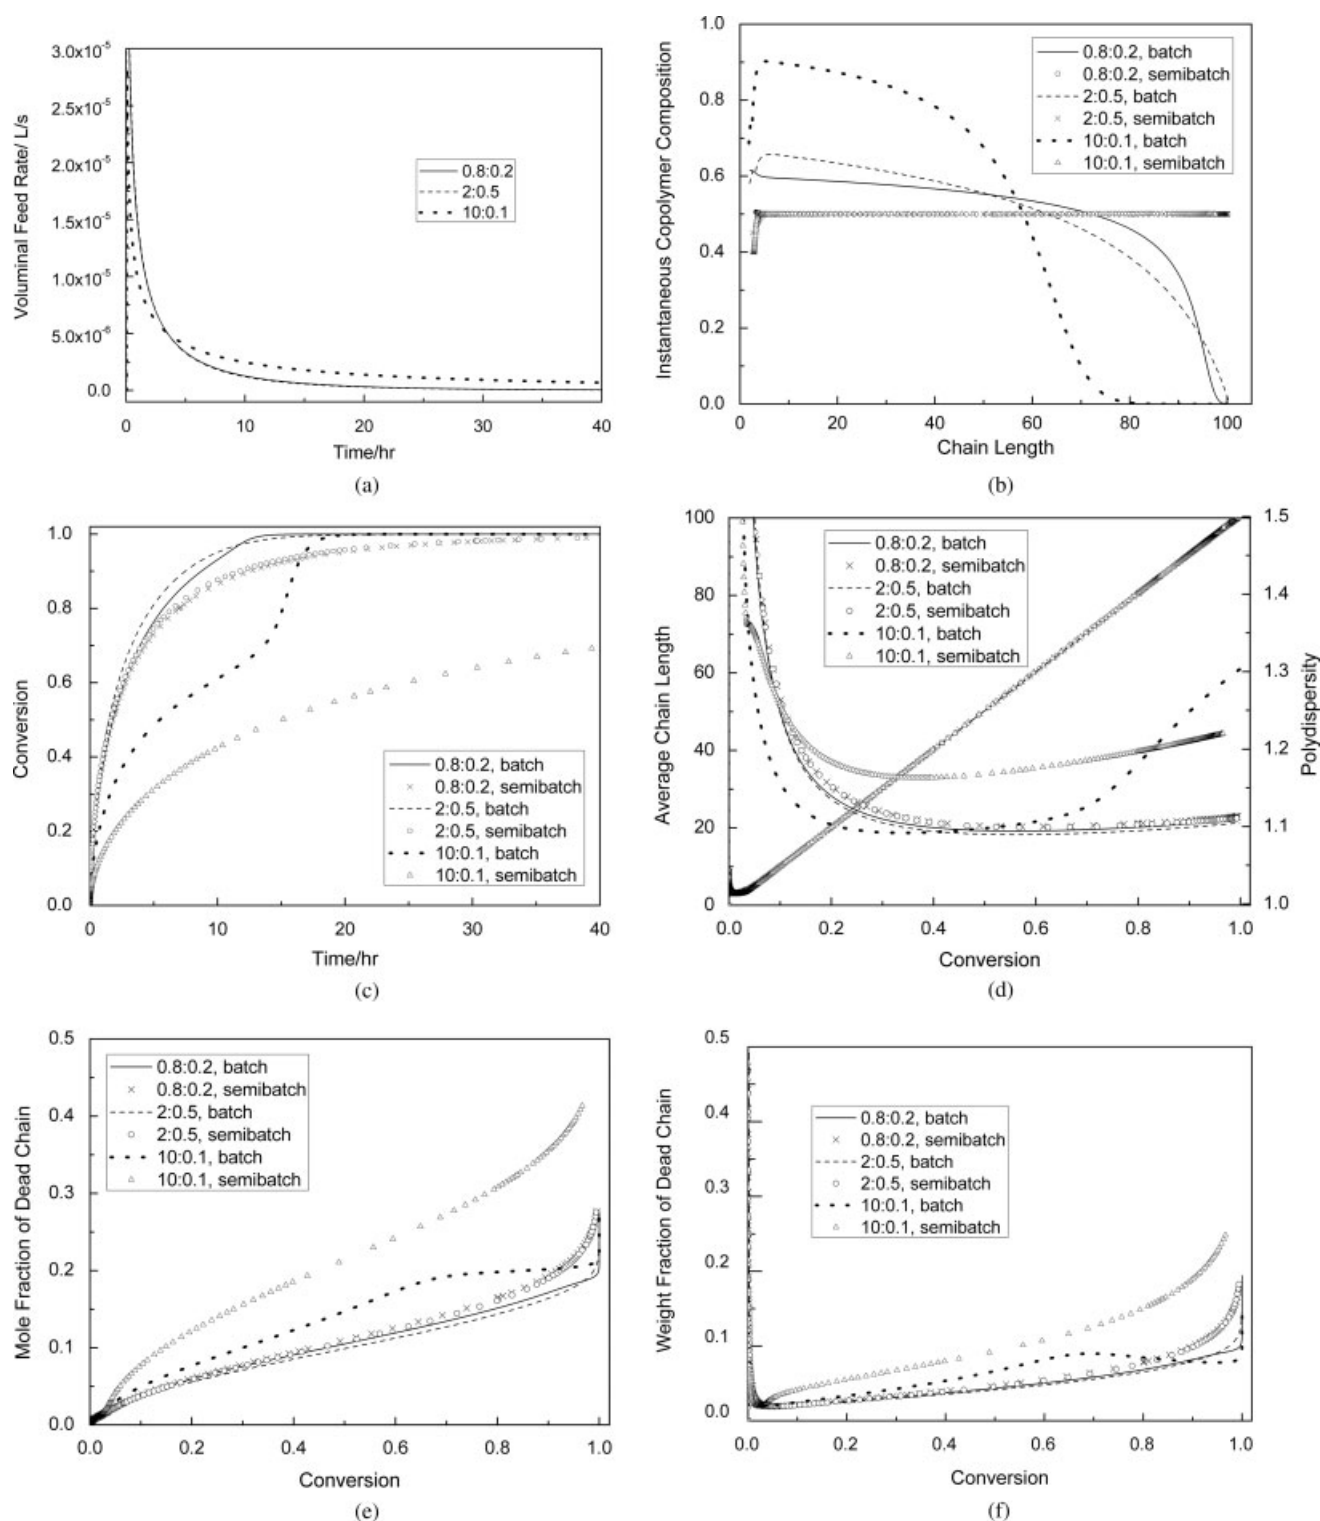 3.0x10-5
2.5x10-5
2.0x10-5
1.5x10-5
1.0x10-5
5.0x10-6
0.0
Voluminal Feed Rate/ L/s
0.8:0.2
2:0.5
10:0.1
0 10 20 30 40
Time/hr
(a)
1.0
0.8
0.6
0.4
0.2
0.0
Instantaneous Copolymer Composition
0.8:0.2, batch
0.8:0.2, semibatch
2:0.5, batch
2:0.5, semibatch
10:0.1, batch
10:0.1, semibatch
0 20 40 60 80 100
Chain Length
(b)
1.0
0.8
0.6
0.4
0.2
0.0
Conversion
0.8:0.2, batch
0.8:0.2, semibatch
2:0.5, batch
2:0.5, semibatch
10:0.1, batch
10:0.1, semibatch
0 10 20 30 40
Time/hr
(c)
100
80
60
40
20
0
Average Chain Length
0.8:0.2, batch
0.8:0.2, semibatch
2:0.5, batch
2:0.5, semibatch
10:0.1, batch
10:0.1, semibatch
1.5
1.4
1.3
1.2
1.1
1.0
Polydispersity
0.0 0.2 0.4 0.6 0.8 1.0
Conversion
(d)
0.5
0.4
0.3
0.2
0.1
0.0
Mole Fraction of Dead Chain
0.8:0.2, batch
0.8:0.2, semibatch
2:0.5, batch
2:0.5, semibatch
10:0.1, batch
10:0.1, semibatch
0.0 0.2 0.4 0.6 0.8 1.0
Conversion
(e)
0.5
0.4
0.3
0.2
0.1
0.0
Weight Fraction of Dead Chain
0.8:0.2, batch
0.8:0.2, semibatch
2:0.5, batch
2:0.5, semibatch
10:0.1, batch
10:0.1, semibatch
0.0 0.2 0.4 0.6 0.8 1.0
Conversion
(f)